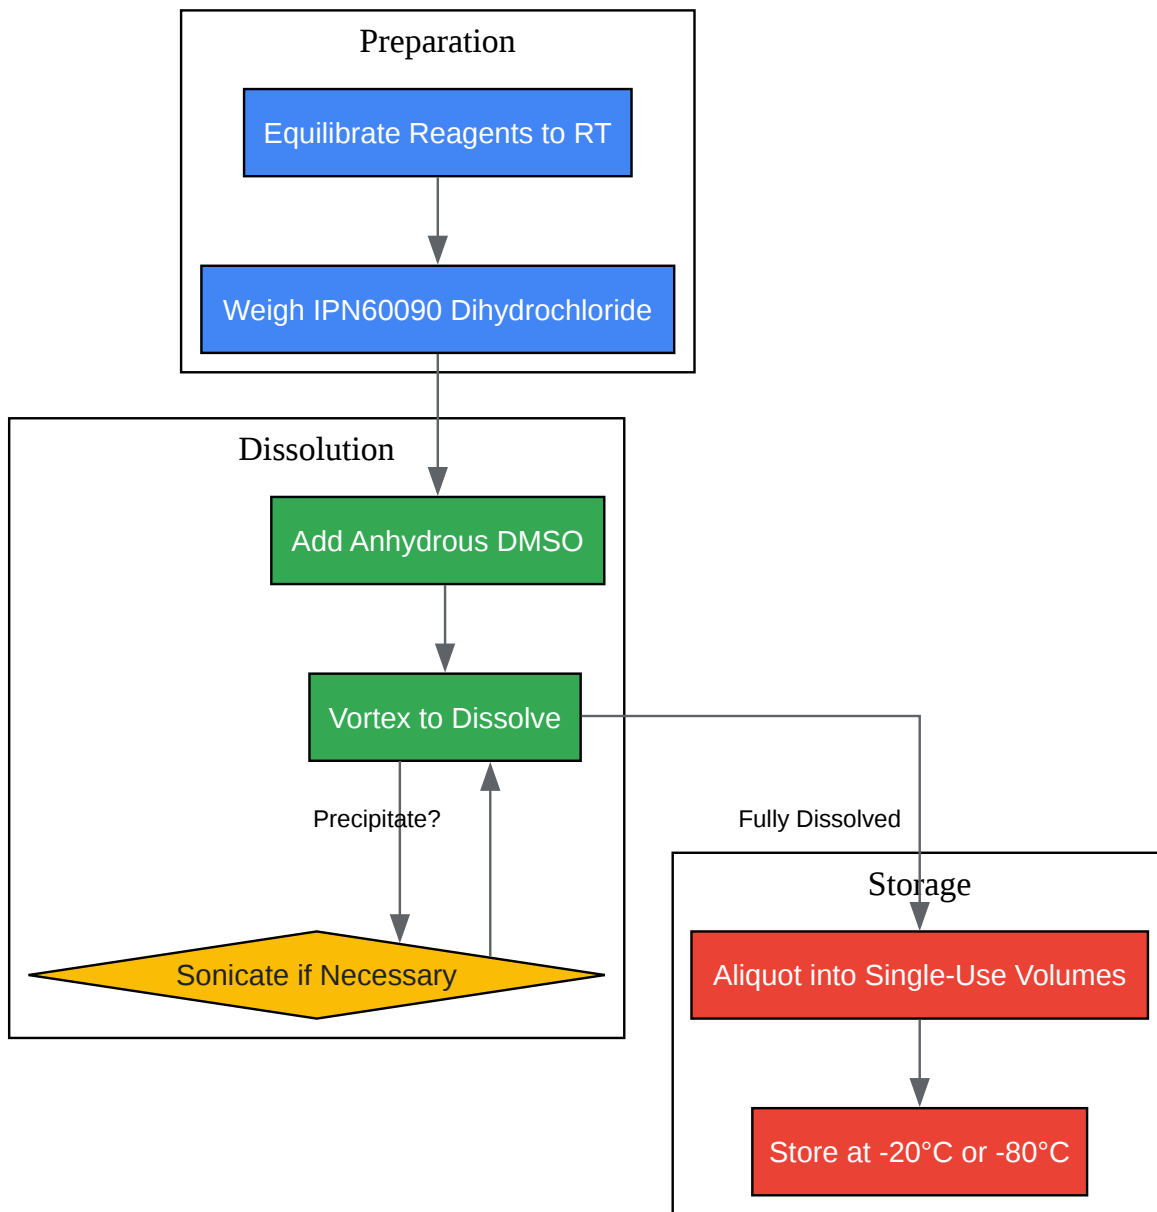 Preparation
Equilibrate Reagents to RT
Weigh IPN60090 Dihydrochloride
Dissolution
Add Anhydrous DMSO
Vortex to Dissolve
Precipitate?
Fully Dissolved
Storage
Sonicate if Necessary
Aliquot into Single-Use Volumes
Store at -20°C or -80°C